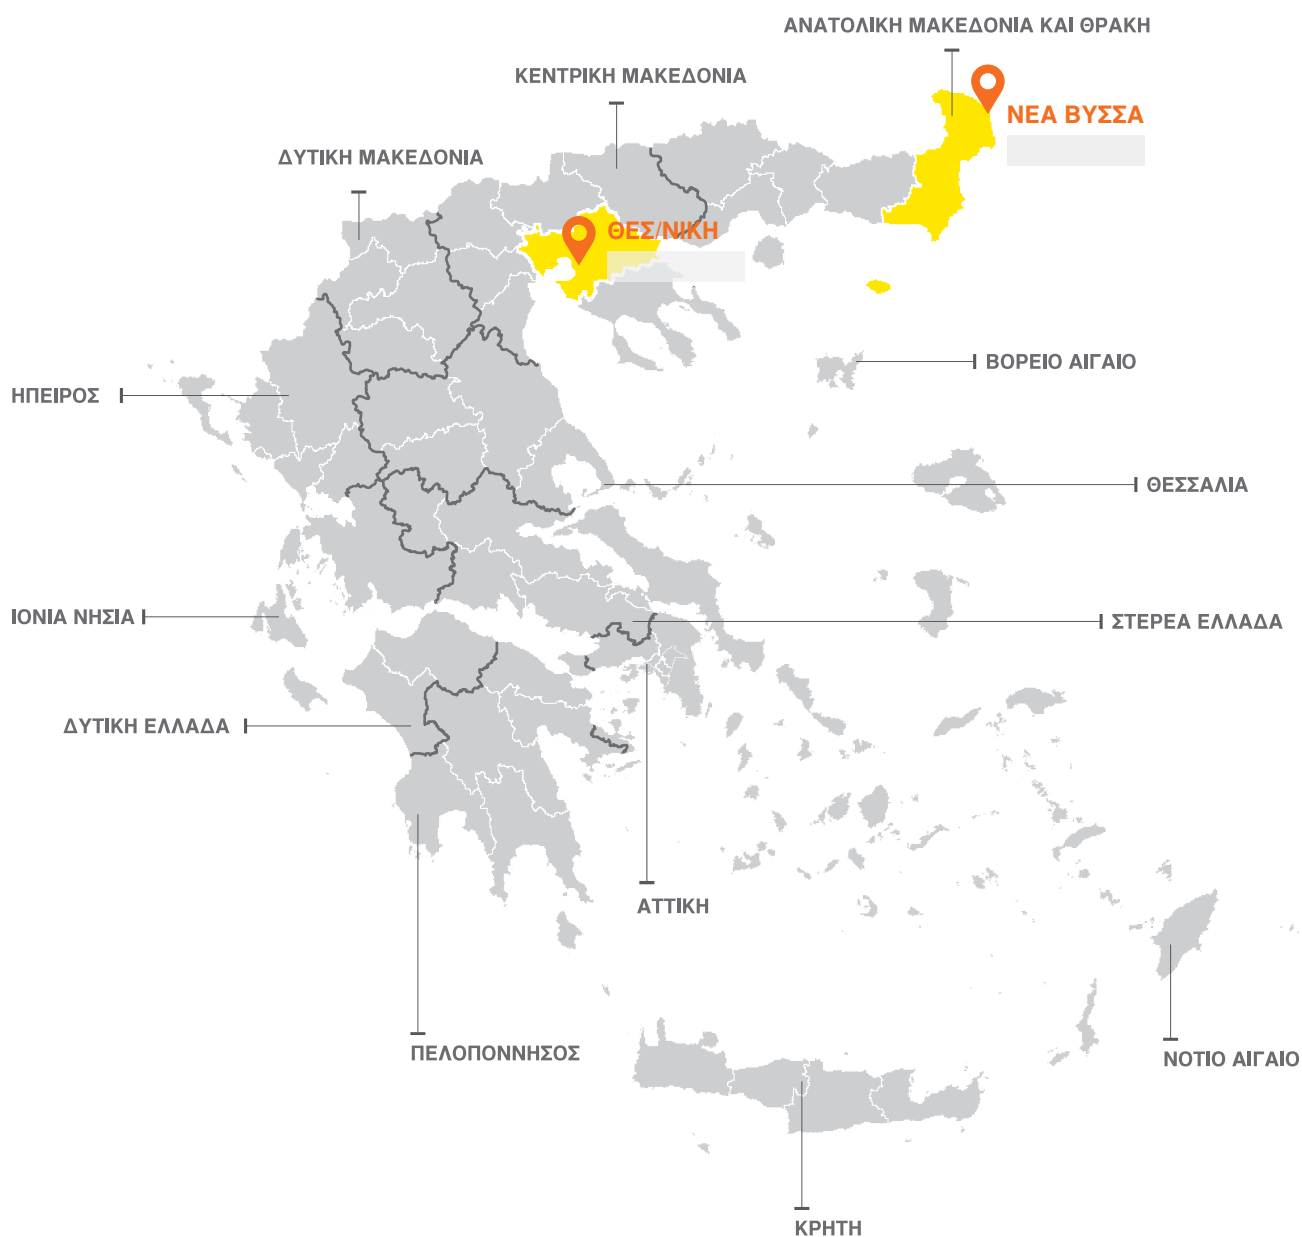 ΑΝΑΤΟΛΙΚΗ ΜΑΚΕΔΟΝΙΑ ΚΑΙ ΘΡΑΚΗ
ΚΕΝΤΡΙΚΗ ΜΑΚΕΔΟΝΙΑ
ΝΕΑ ΒΥΣΣΑ
ΔΥΤΙΚΗ ΜΑΚΕΔΟΝΙΑ
ΘΕΣ/ΝΙΚΗ
ΒΟΡΕΙΟ ΑΙΓΑΙΟ
ΗΠΕΙΡΟΣ
ΘΕΣΣΑΛΙΑ
ΙΟΝΙΑ ΝΗΣΙΑ
ΣΤΕΡΕΑ ΕΛΛΑΔΑ
ΔΥΤΙΚΗ ΕΛΛΑΔΑ
ΑΤΤΙΚΗ
ΠΕΛΟΠΟΝΝΗΣΟΣ
ΝΟΤΙΟ ΑΙΓΑΙΟ
ΚΡΗΤΗ